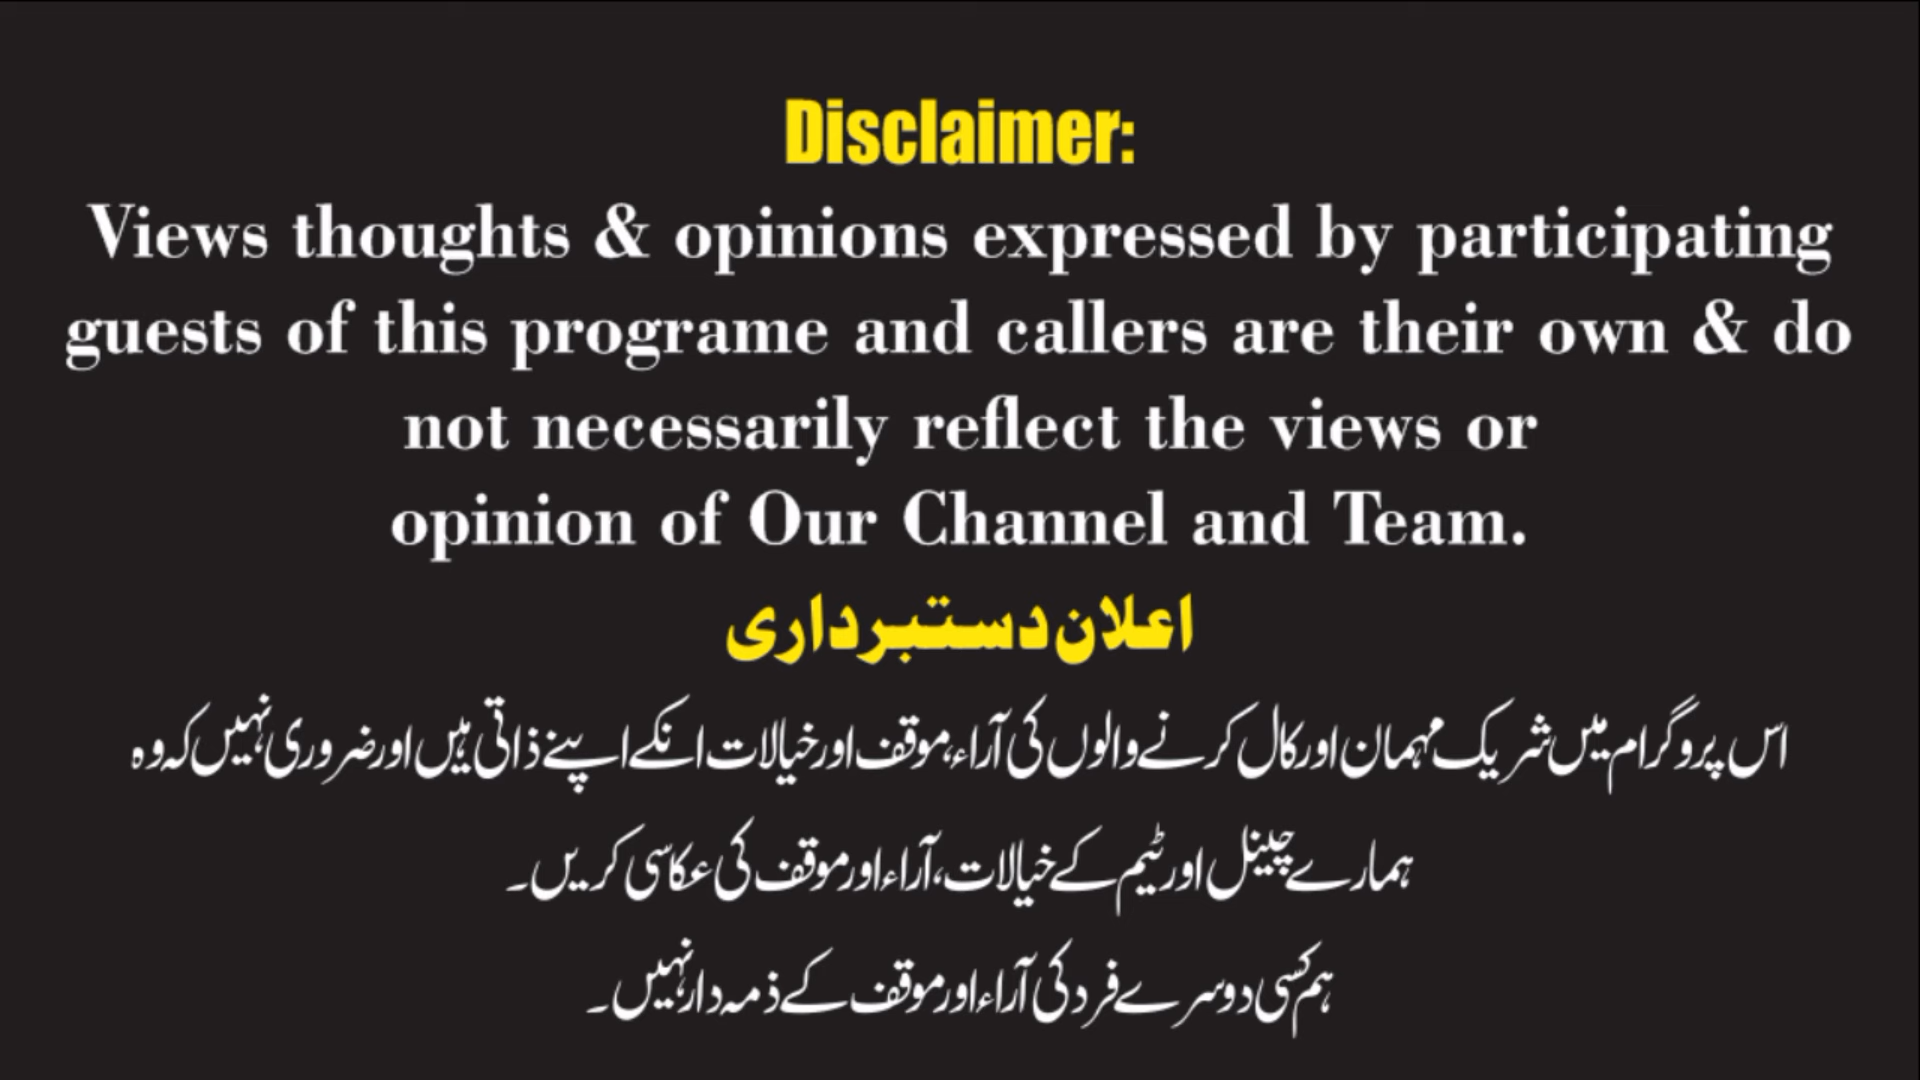 Disclaimer:
Views thoughts & opinions expressed by participating
guests of this programe and callers are their own & do
not necessarily reflect the views or
opinion of Our Channel and Team.
اعلان دستبرداری
اس پروگرام میں شریک مہمان اور کال کرنے والوں کی آراء، موقف اور خیالات انکے اپنے ذاتی ہیں اور ضروری نہیں کہ وہ
ہمارے چینل اور ٹیم کے خیالات، آراء اور موقف کی عکاسی کریں۔
ہم کسی دوسرے فرد کی آراء اور موقف کے ذمہ دار نہیں۔